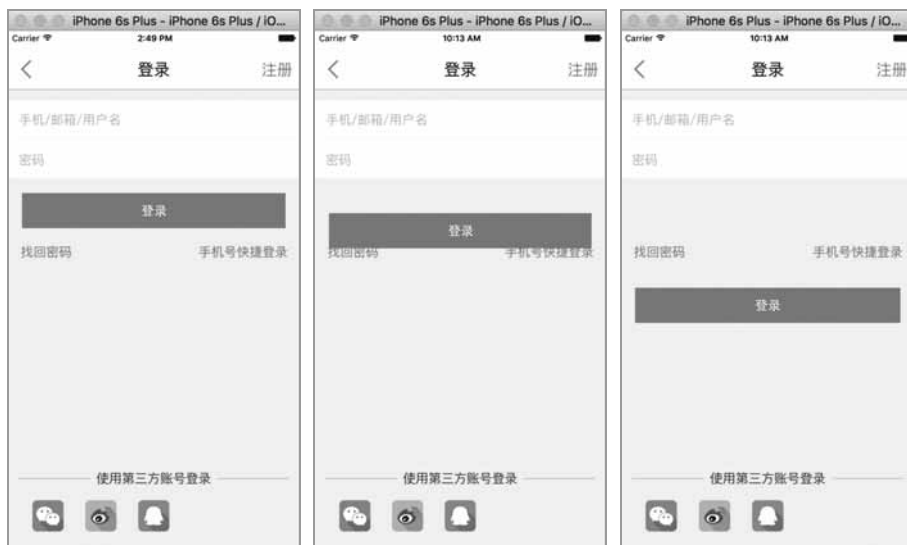 iPhone 6s Plus - iPhone 6s Plus / iO...
Carrier
2:49 PM
登录
注册
手机/邮箱/用户名
密码
登录
找回密码
手机号快捷登录
使用第三方账号登录
iPhone 6s Plus - iPhone 6s Plus / iO...
Carrier
10:13 AM
登录
注册
手机/邮箱/用户名
密码
登录
找回密码
手机号快捷登录
使用第三方账号登录
iPhone 6s Plus - iPhone 6s Plus / iO...
Carrier
10:13 AM
登录
注册
手机/邮箱/用户名
密码
找回密码
手机号快捷登录
登录
使用第三方账号登录